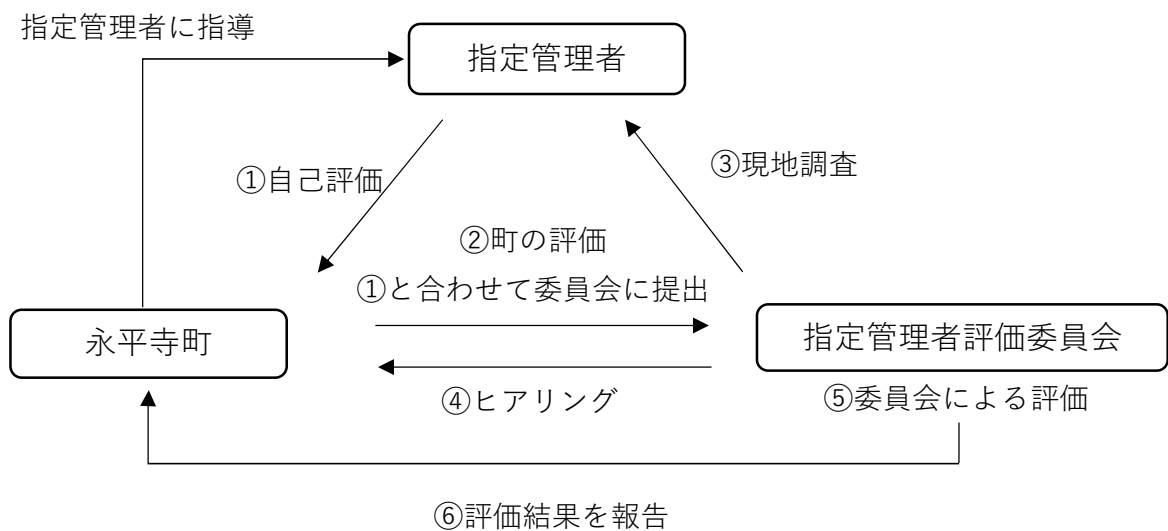 指定管理者に指導
指定管理者
①自己評価
③現地調査
②町の評価
①と合わせて委員会に提出
永平寺町
指定管理者評価委員会
④ヒアリング
⑤委員会による評価
⑥評価結果を報告